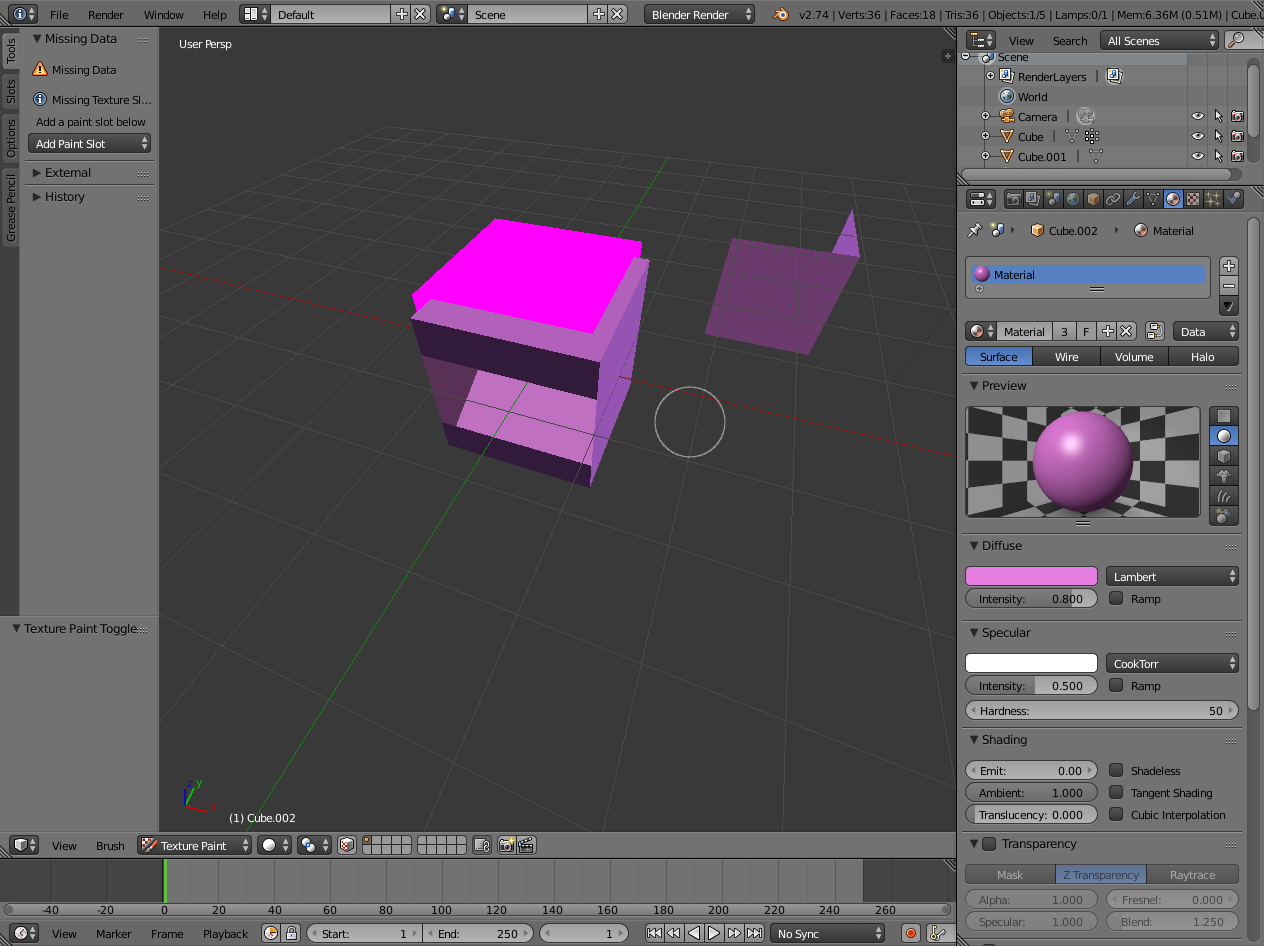 File Render Window Help Default Scene Blender Render v2.74 | Verts:36 | Faces:18 | Tris:36 | Objects:1/5 | Lamps:0/1 | Mem:6.36M (0.51M) | Cube.
Tools
Slots
Options
Grease Pencil
Missing Data
Missing Data
Missing Texture Sl...
Add a paint slot below
Add Paint Slot
External
History
Texture Paint Toggle
User Persp
z y
x
(1) Cube.002
View Search All Scenes
Scene
RenderLayers
World
Camera
Cube
Cube.001
Cube.002 Material
Material
Material 3 F Data
Surface Wire Volume Halo
Preview
Diffuse
Lambert
Intensity: 0.800 Ramp
Specular
CookTorr
Intensity: 0.500 Ramp
Hardness: 50
Shading
Emit: 0.00 Shadeless
Ambient: 1.000 Tangent Shading
Translucency: 0.000 Cubic Interpolation
Transparency
Mask Z Transparency Raytrace
Alpha: 1.000 Fresnel: 0.000
Specular: 1.000 Blend: 1.250
View Brush Texture Paint
-40 -20 0 20 40 60 80 100 120 140 160 180 200 220 240 260
View Marker Frame Playback Start: 1 End: 250 1 No Sync